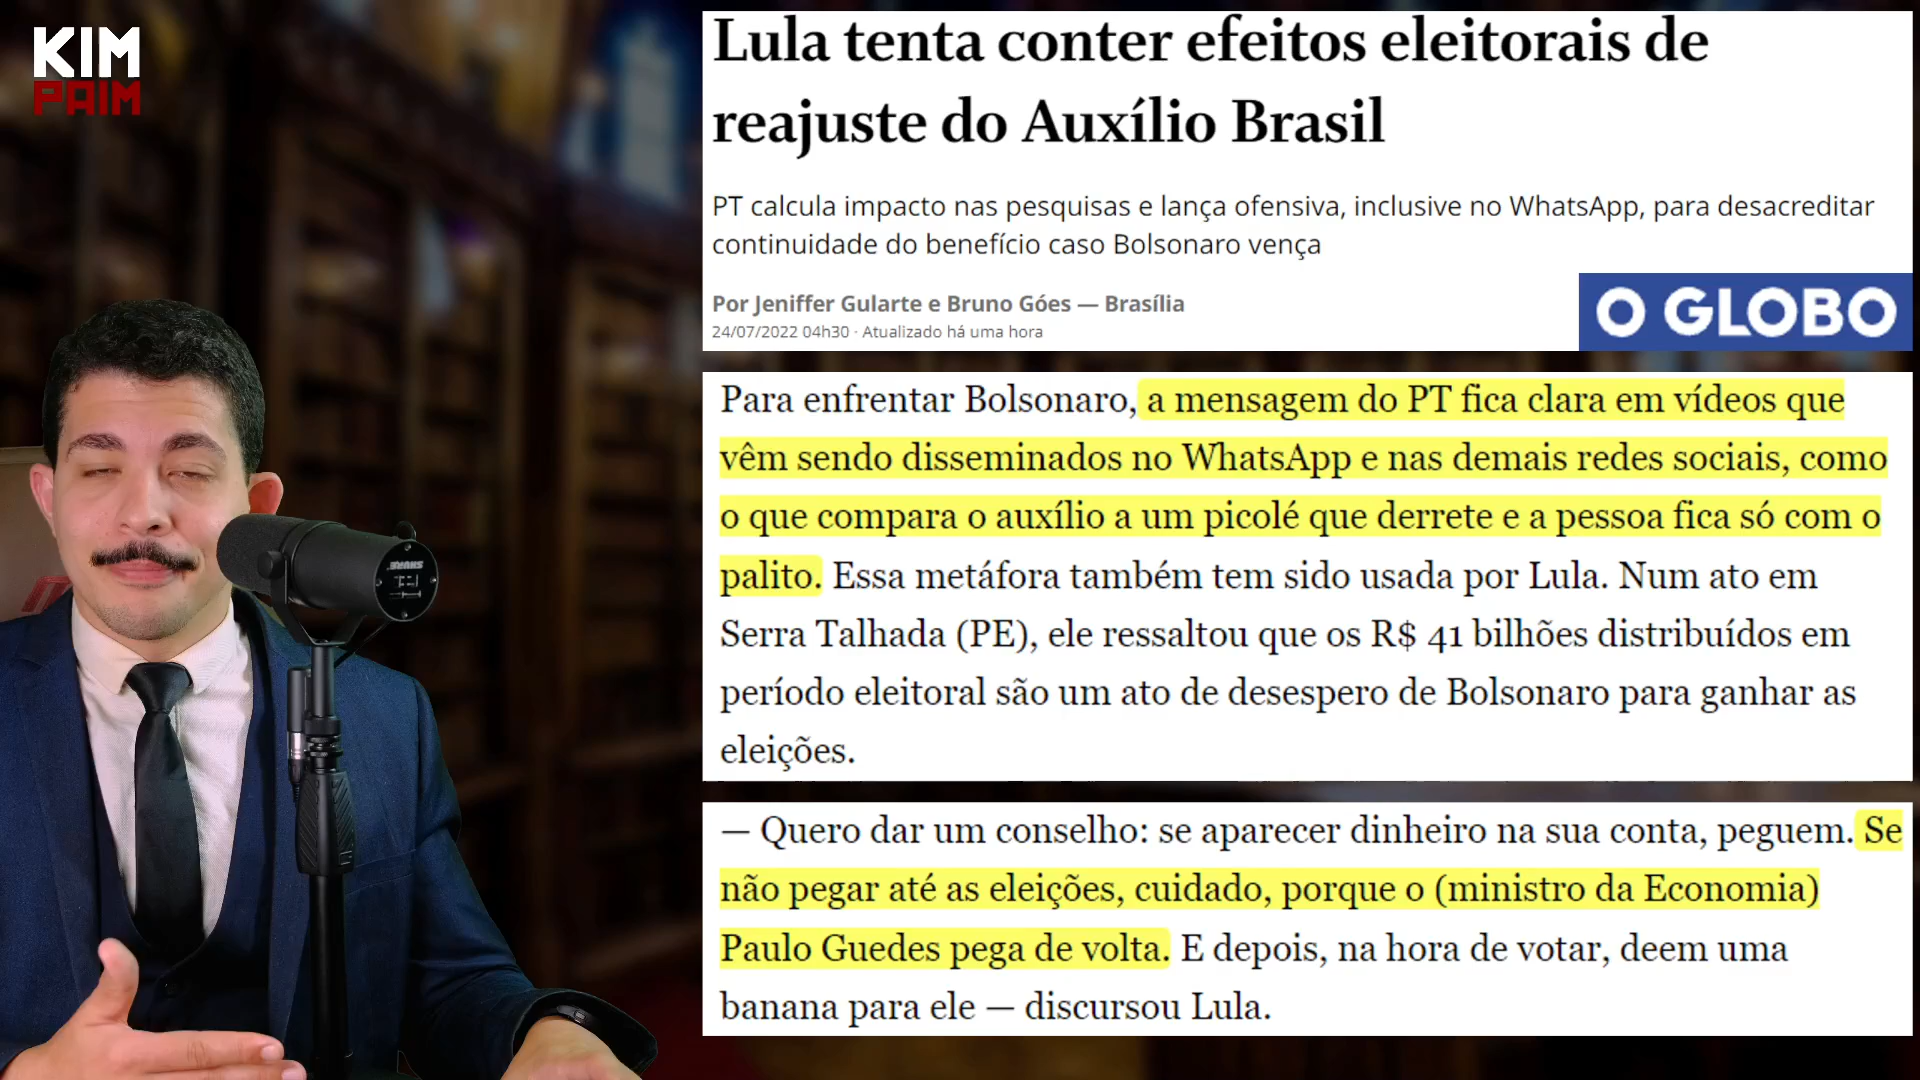 KIM
PAIM
Lula tenta conter efeitos eleitorais de
reajuste do Auxílio Brasil
PT calcula impacto nas pesquisas e lança ofensiva, inclusive no WhatsApp, para desacreditar
continuidade do benefício caso Bolsonaro vença
Por Jeniffer Gularte e Bruno Góes — Brasília
24/07/2022 04h30 · Atualizado há uma hora
O GLOBO
Para enfrentar Bolsonaro, a mensagem do PT fica clara em vídeos que
vêm sendo disseminados no WhatsApp e nas demais redes sociais, como
o que compara o auxílio a um picolé que derrete e a pessoa fica só com o
palito. Essa metáfora também tem sido usada por Lula. Num ato em
Serra Talhada (PE), ele ressaltou que os R$ 41 bilhões distribuídos em
período eleitoral são um ato de desespero de Bolsonaro para ganhar as
eleições.
— Quero dar um conselho: se aparecer dinheiro na sua conta, peguem. Se
não pegar até as eleições, cuidado, porque o (ministro da Economia)
Paulo Guedes pega de volta. E depois, na hora de votar, deem uma
banana para ele — discursou Lula.
SHURE